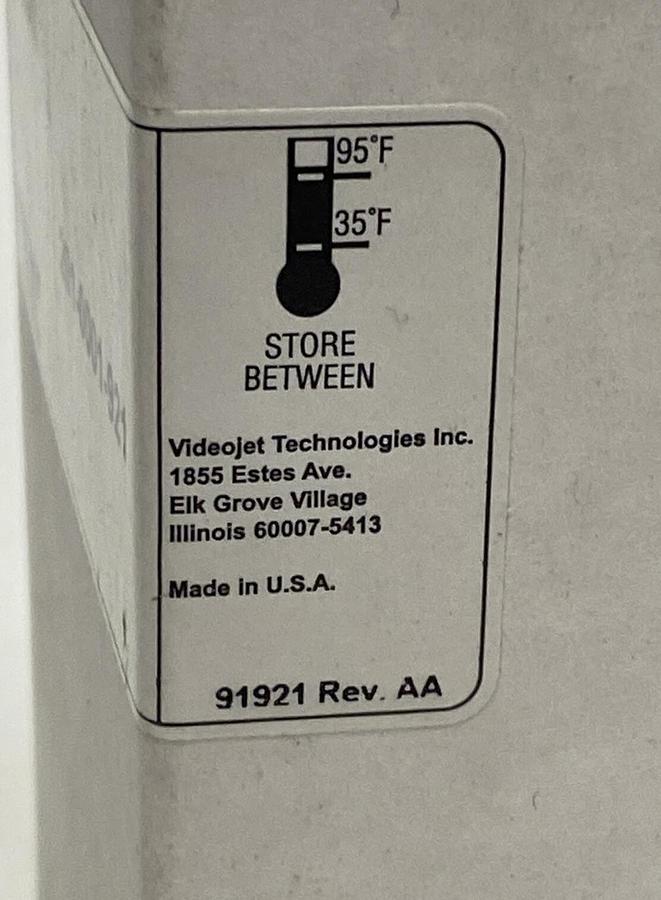 95°F
35°F
STORE
BETWEEN
Videojet Technologies Inc.
1855 Estes Ave.
Elk Grove Village
Illinois 60007-5413
Made in U.S.A.
91921 Rev. AA